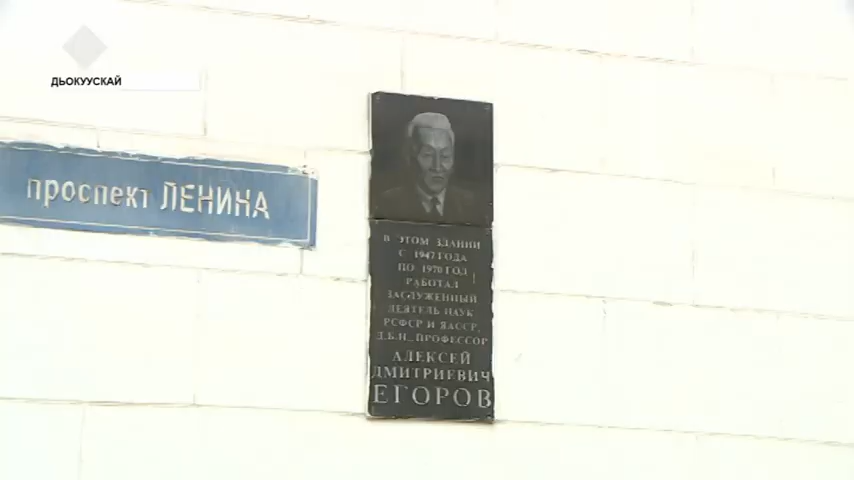 ДЬОКУУСКАЙ
проспект ЛЕНИНА
В ЭТОМ ЗДАНИИ
С 1947 ГОДА
ПО 1970 ГОД
РАБОТАЛ
ЗАСЛУЖЕННЫЙ
ДЕЯТЕЛЬ НАУК
РСФСР И ЯАССР,
Д.Б.Н., ПРОФЕССОР
АЛЕКСЕЙ
ДМИТРИЕВИЧ
ЕГОРОВ